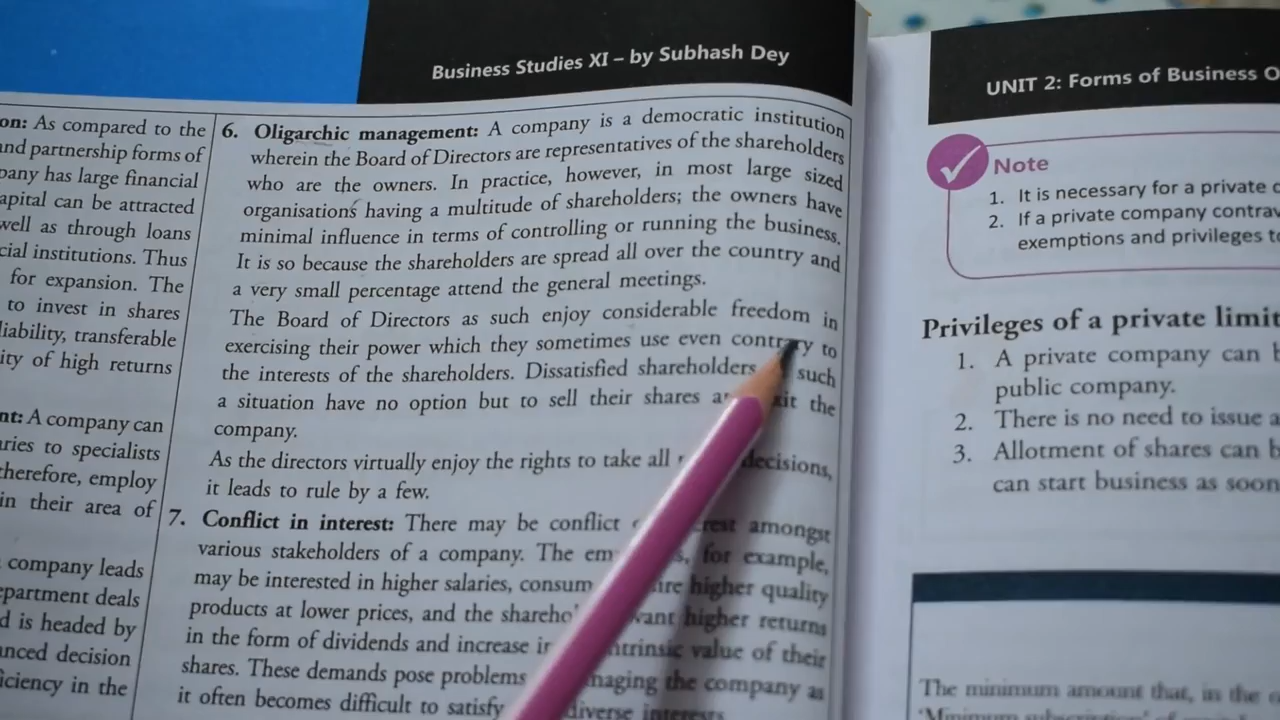 Business Studies XI – by Subhash Dey
on: As compared to the
and partnership forms of
pany has large financial
apital can be attracted
well as through loans
cial institutions. Thus
for expansion. The
to invest in shares
liability, transferable
ity of high returns
nt: A company can
aries to specialists
therefore, employ
in their area of
company leads
epartment deals
d is headed by
anced decision
iciency in the
6. Oligarchic management: A company is a democratic institution
wherein the Board of Directors are representatives of the shareholders
who are the owners. In practice, however, in most large sized
organisations having a multitude of shareholders; the owners have
minimal influence in terms of controlling or running the business.
It is so because the shareholders are spread all over the country and
a very small percentage attend the general meetings.
The Board of Directors as such enjoy considerable freedom in
exercising their power which they sometimes use even contrary to
the interests of the shareholders. Dissatisfied shareholders such
a situation have no option but to sell their shares the
company.
As the directors virtually enjoy the rights to take all decisions,
it leads to rule by a few.
7. Conflict in interest: There may be conflict amongst
various stakeholders of a company. The for example,
may be interested in higher salaries, higher quality
products at lower prices, and the want higher returns
in the form of dividends and increase intrinsic value of their
shares. These demands pose problems the company as
it often becomes difficult to satisfy diverse interests
UNIT 2: Forms of Business O
Note
1. It is necessary for a private
2. If a private company contrav
exemptions and privileges to
Privileges of a private limit
1. A private company can b
public company.
2. There is no need to issue a
3. Allotment of shares can b
can start business as soon
The minimum amount that, in the
'Minimum subscription'